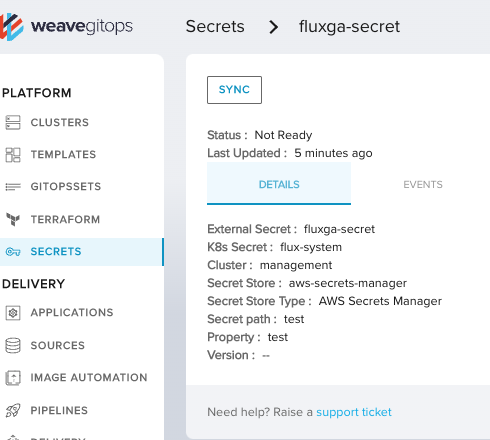 weavegitops
Secrets > fluxga-secret
PLATFORM
CLUSTERS
TEMPLATES
GITOPSSETS
TERRAFORM
SECRETS
DELIVERY
APPLICATIONS
SOURCES
IMAGE AUTOMATION
PIPELINES
DELIVERY
SYNC
Status : Not Ready
Last Updated : 5 minutes ago
DETAILS
EVENTS
External Secret : fluxga-secret
K8s Secret : flux-system
Cluster : management
Secret Store : aws-secrets-manager
Secret Store Type : AWS Secrets Manager
Secret path : test
Property : test
Version : --
Need help? Raise a support ticket